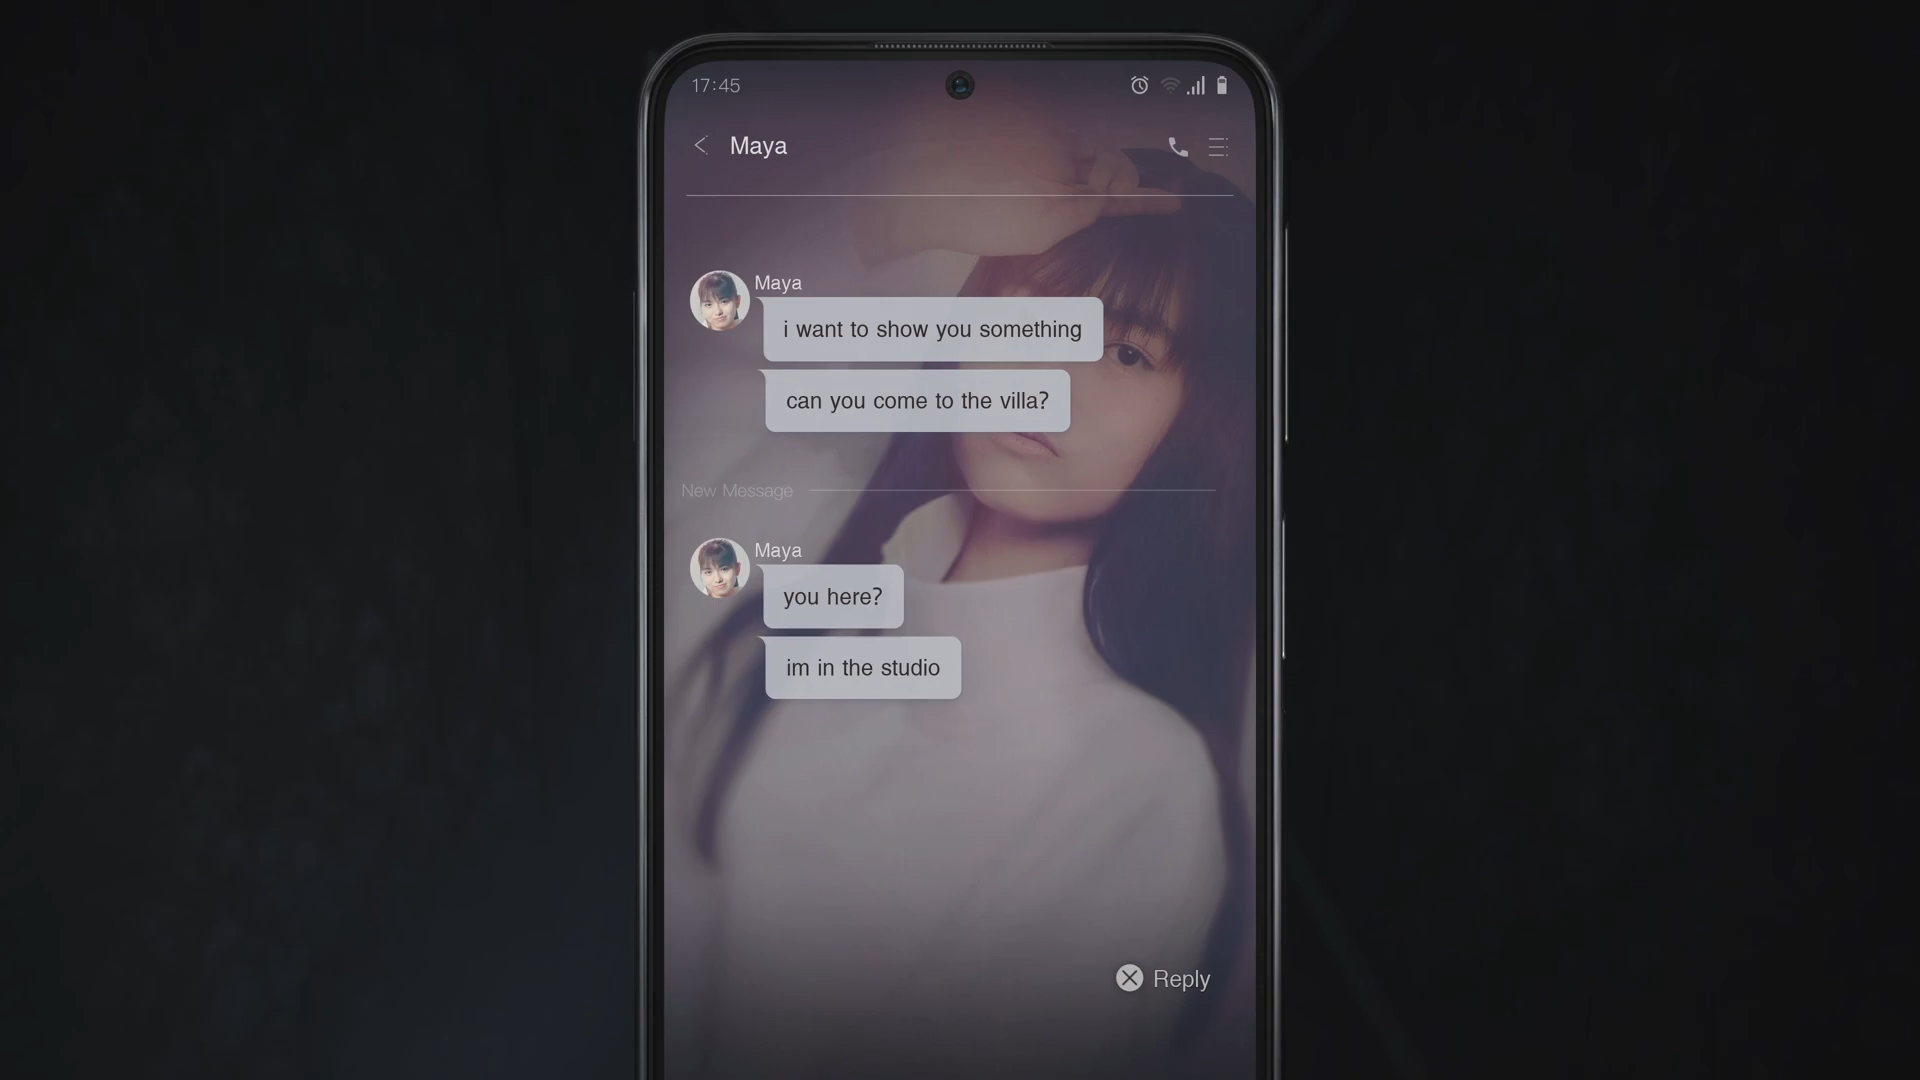 17:45
Maya
Maya
i want to show you something
can you come to the villa?
New Message
Maya
you here?
im in the studio
Reply